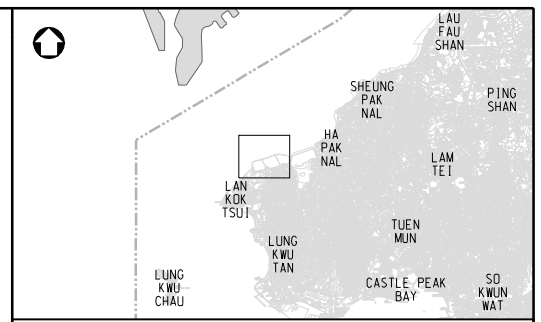 LAU
FAU
SHAN
SHEUNG
PAK
NAI
PING
SHAN
HA
PAK
NAI
LAM
TEI
LAN
KOK
TSUI
TUEN
MUN
LUNG
KWU
TAN
LUNG
KWU
CHAU
CASTLE PEAK
BAY
SO
KWUN
WAT